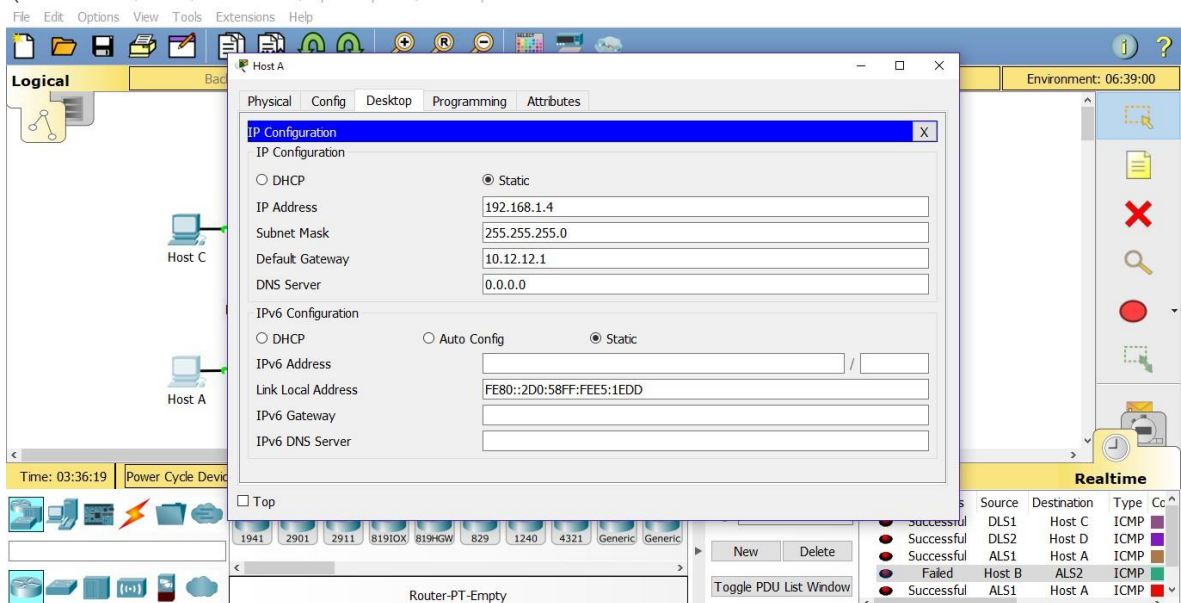 File Edit Options View Tools Extensions Help
Host A
Logical
Environment: 06:39:00
Physical Config Desktop Programming Attributes
IP Configuration X
IP Configuration
DHCP Static
IP Address 192.168.1.4
Subnet Mask 255.255.255.0
Default Gateway 10.12.12.1
DNS Server 0.0.0.0
IPv6 Configuration
DHCP Auto Config Static
IPv6 Address /
Link Local Address FE80::2D0:58FF:FEE5:1EDD
IPv6 Gateway
IPv6 DNS Server
Host C
Host A
Time: 03:36:19 Power Cycle Devic
Realtime
Top
Source Destination Type
Successful DLS1 Host C ICMP
Successful DLS2 Host D ICMP
Successful ALS1 Host A ICMP
Failed Host B ALS2 ICMP
Successful ALS1 Host A ICMP
1941 2901 2911 819IOX 819HGW 829 1240 4321 Generic Generic
New Delete
Toggle PDU List Window
Router-PT-Empty